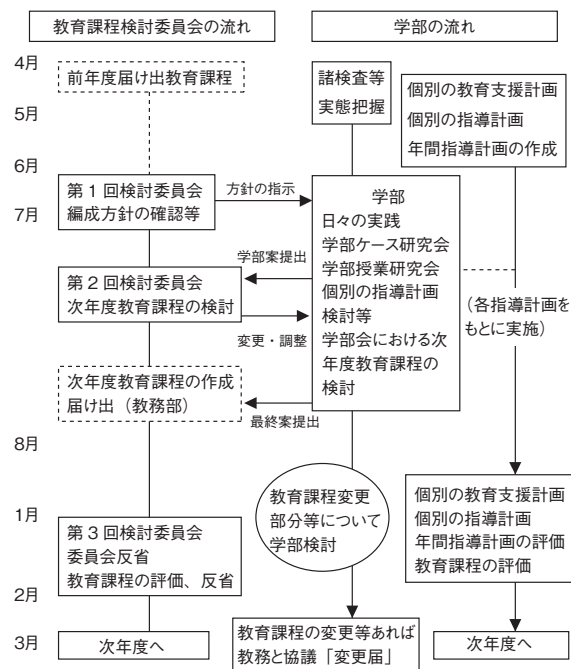 教育課程検討委員会の流れ
学部の流れ
4月
5月
6月
7月
8月
1月
2月
3月
前年度届け出教育課程
第1回検討委員会
編成方針の確認等
第2回検討委員会
次年度教育課程の検討
次年度教育課程の作成
届け出（教務部）
第3回検討委員会
委員会反省
教育課程の評価、反省
次年度へ
方針の指示
学部案提出
変更・調整
最終案提出
諸検査等
実態把握
学部
日々の実践
学部ケース研究会
学部授業研究会
個別の指導計画
検討等
学部会における次
年度教育課程の
検討
教育課程変更
部分等について
学部検討
教育課程の変更等あれば
教務と協議「変更届」
個別の教育支援計画
個別の指導計画
年間指導計画の作成
（各指導計画を
もとに実施）
個別の教育支援計画
個別の指導計画
年間指導計画の評価
教育課程の評価
次年度へ